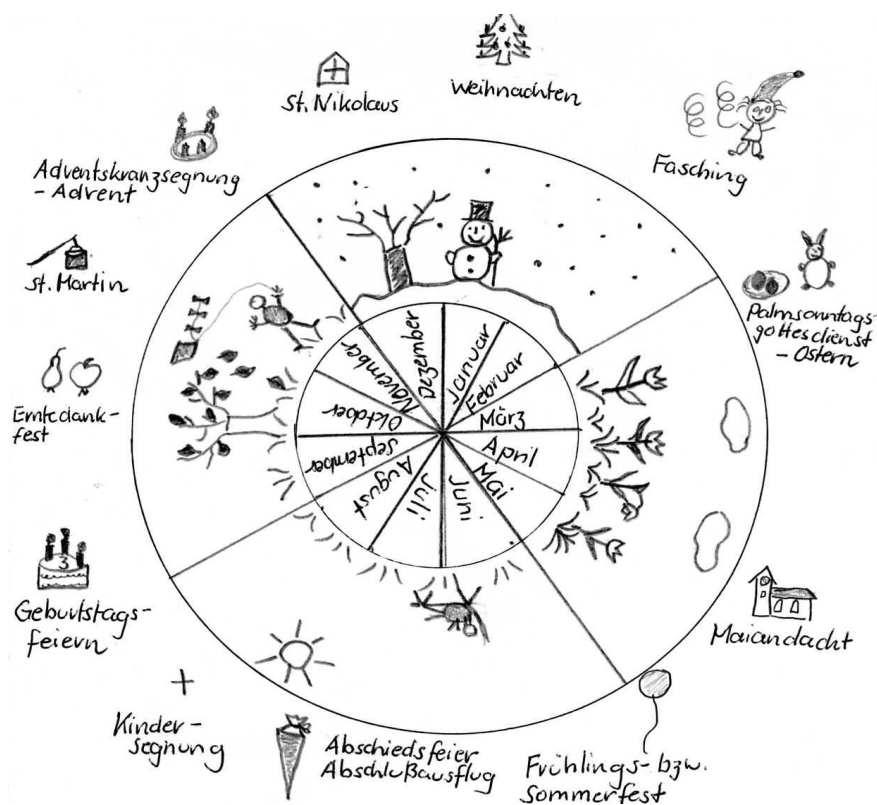 Weihnachten
St. Nikolaus
Fasching
Adventskranzsegnung
- Advent
St. Martin
Palmsonntags-
gottesdienst
- Ostern
Erntedank-
fest
Januar
Februar
März
April
Mai
Juni
Juli
August
September
Oktober
November
Dezember
3
Geburtstags-
feiern
Maiandacht
Kinder-
segnung
Abschiedsfeier
Abschlußausflug
Frühlings- bzw.
Sommerfest